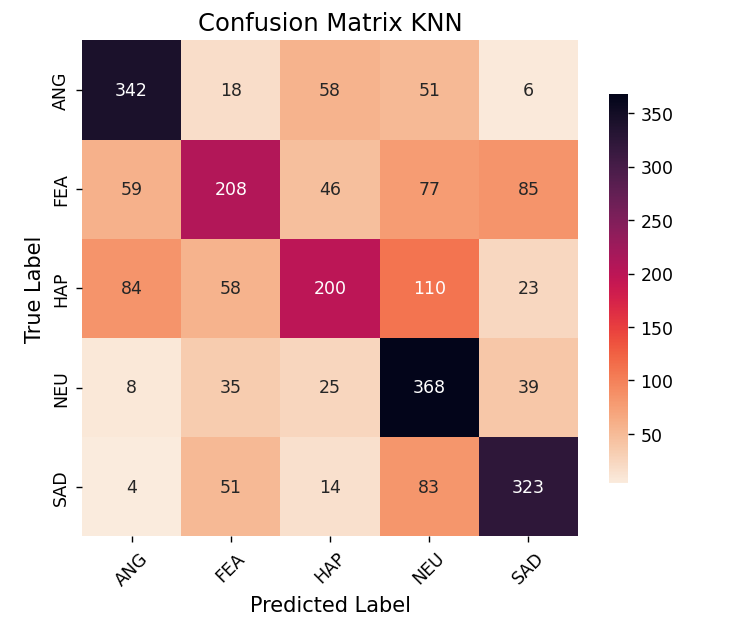 Confusion Matrix KNN
ANG 342 18 58 51 6
FEA 59 208 46 77 85
HAP 84 58 200 110 23
NEU 8 35 25 368 39
SAD 4 51 14 83 323
ANG FEA HAP NEU SAD
Predicted Label
True Label
350
300
250
200
150
100
50